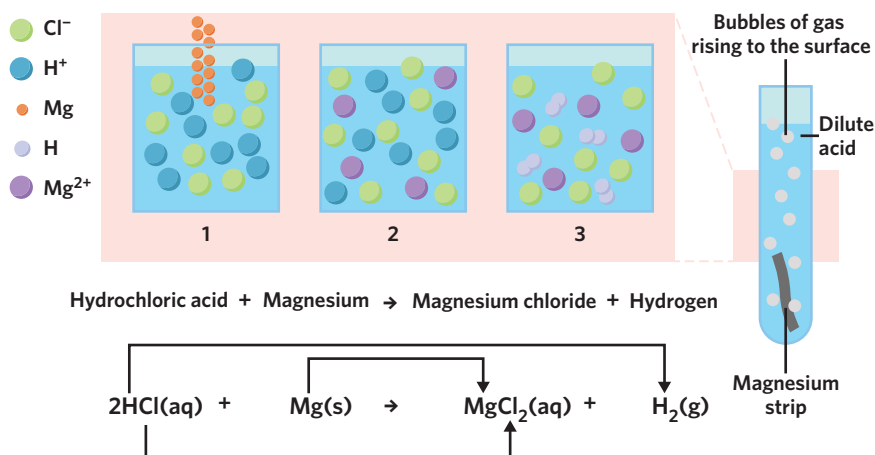 Cl⁻
H⁺
Mg
H
Mg²⁺
1
2
3
Bubbles of gas
rising to the surface
Dilute
acid
Magnesium
strip
Hydrochloric acid + Magnesium → Magnesium chloride + Hydrogen
2HCl(aq) + Mg(s) → MgCl₂(aq) + H₂(g)